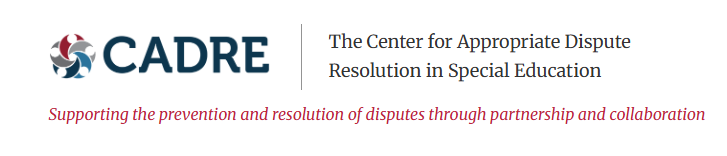 CADRE
The Center for Appropriate Dispute
Resolution in Special Education
Supporting the prevention and resolution of disputes through partnership and collaboration